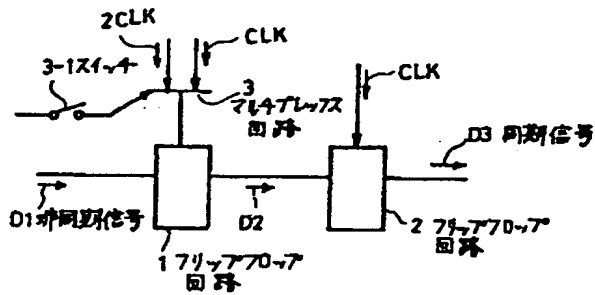 2CLK
CLK
3-1スイッチ
3
マルチプレックス
回路
CLK
D3 同期信号
D1非同期信号
D2
1 フリップフロップ
回路
2 フリップフロップ
回路